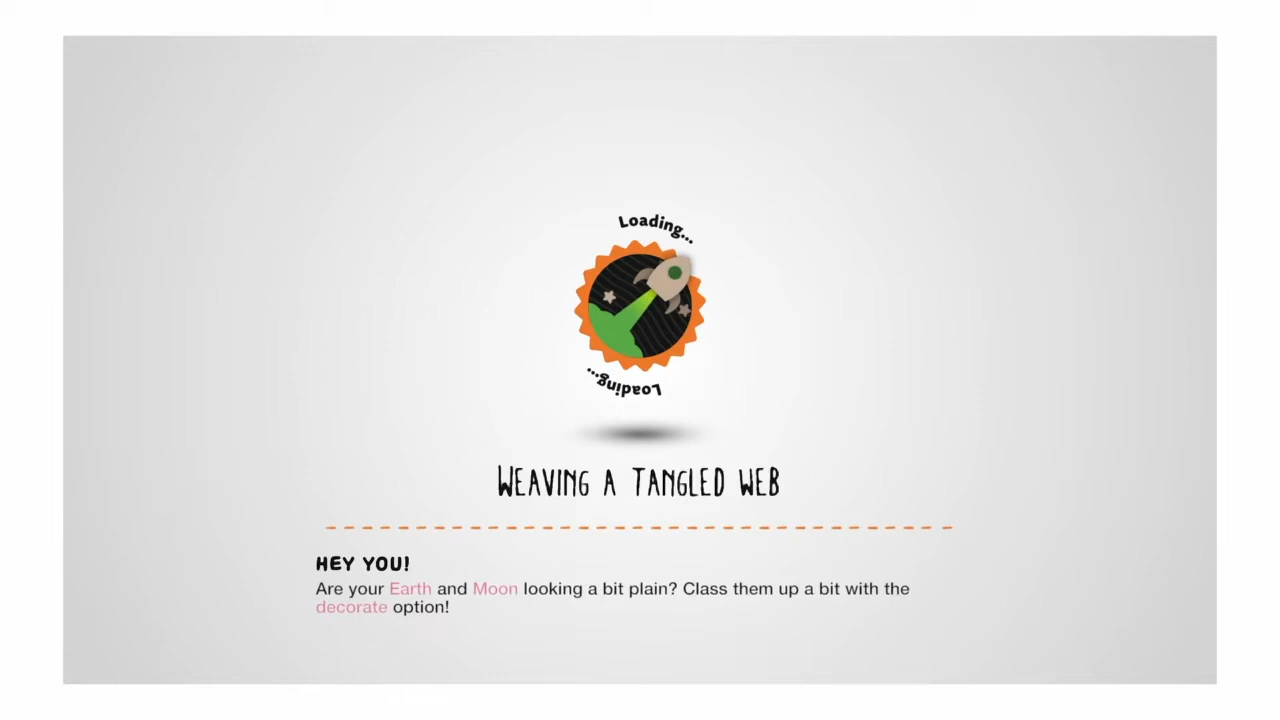 Loading...
Loading...
WEAVING A TANGLED WEB
HEY YOU!
Are your Earth and Moon looking a bit plain? Class them up a bit with the
decorate option!